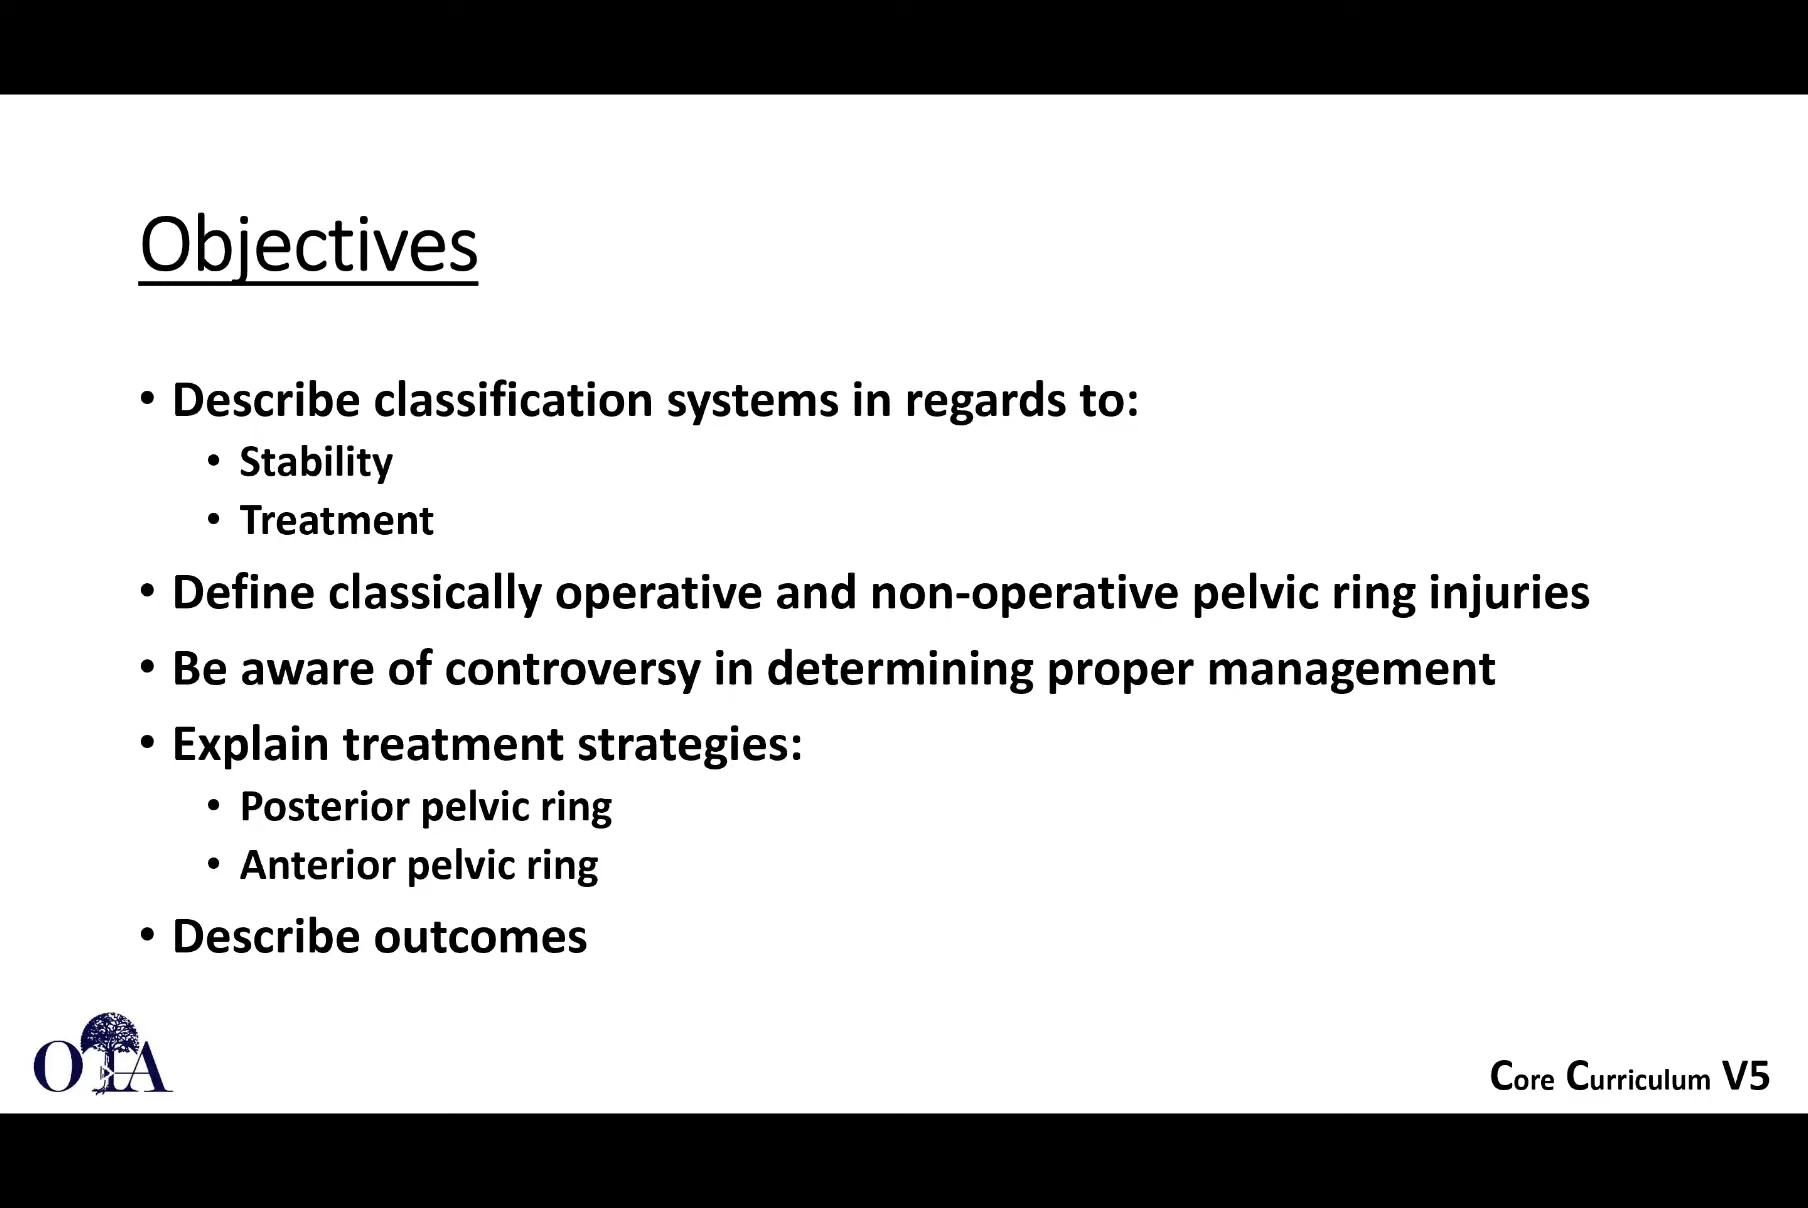 Objectives
• Describe classification systems in regards to:
• Stability
• Treatment
• Define classically operative and non-operative pelvic ring injuries
• Be aware of controversy in determining proper management
• Explain treatment strategies:
• Posterior pelvic ring
• Anterior pelvic ring
• Describe outcomes
OTA
Core Curriculum V5